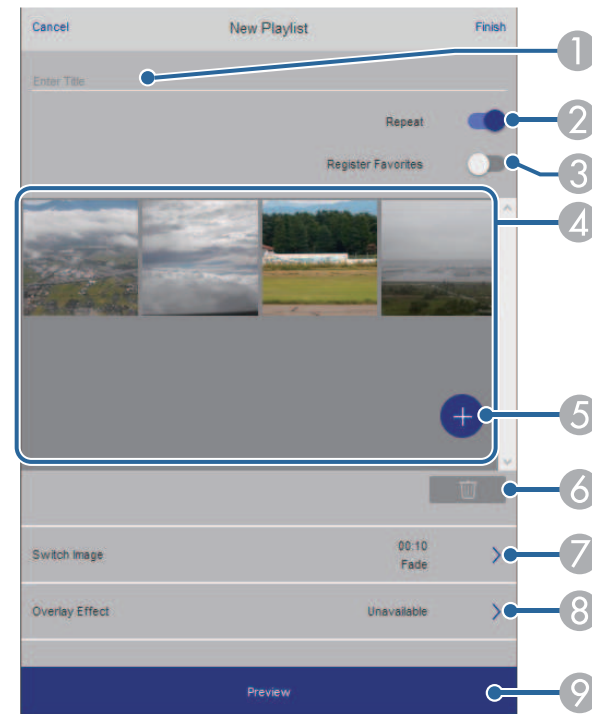 Cancel New Playlist Finish
1
Enter Title
Repeat 2
Register Favorites 3
4
5
6
Switch Image 00:10 7
Fade
Overlay Effect Unavailable 8
Preview 9